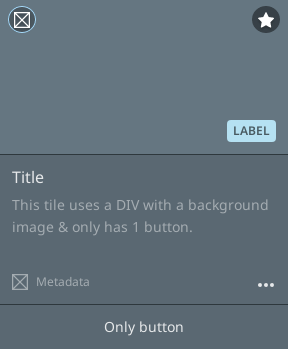 LABEL
Title
This tile uses a DIV with a background
image & only has 1 button.
Metadata
Only button